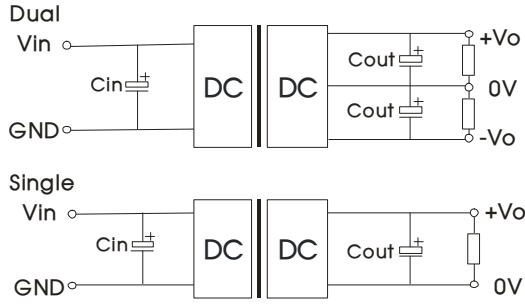 Dual
Vin
+Vo
Cin
+
DC
DC
Cout
+
0V
Cout
+
GND
-Vo
Single
Vin
+Vo
Cin
+
DC
DC
Cout
+
GND
0V